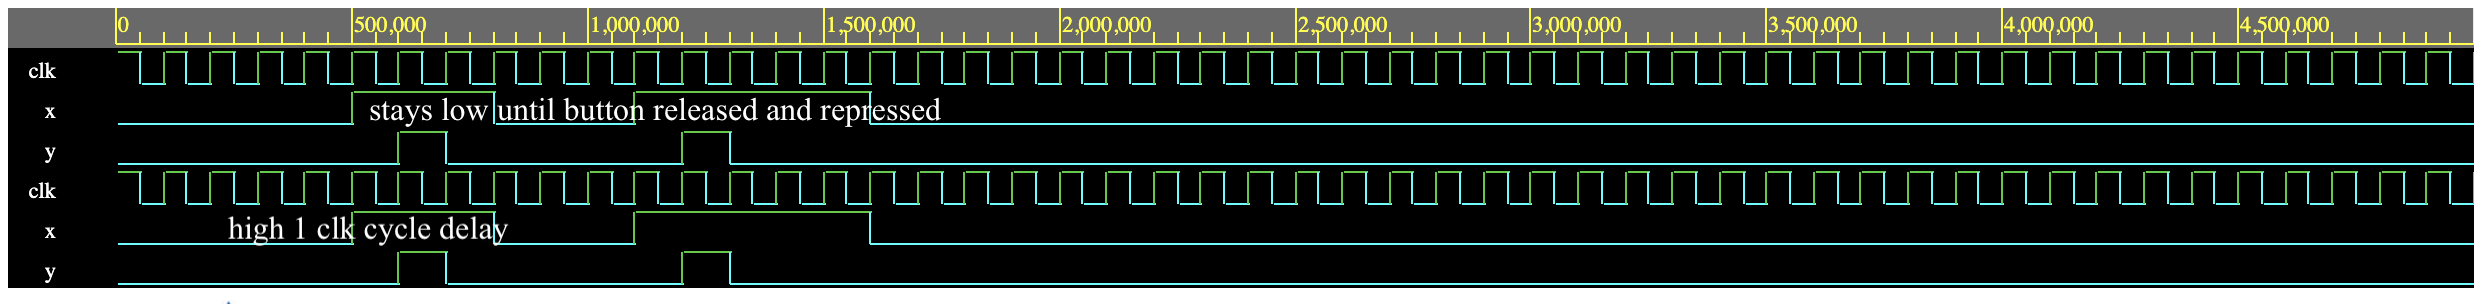 0 500,000 1,000,000 1,500,000 2,000,000 2,500,000 3,000,000 3,500,000 4,000,000 4,500,000
clk
x stays low until button released and repressed
y
clk
x high 1 clk cycle delay
y